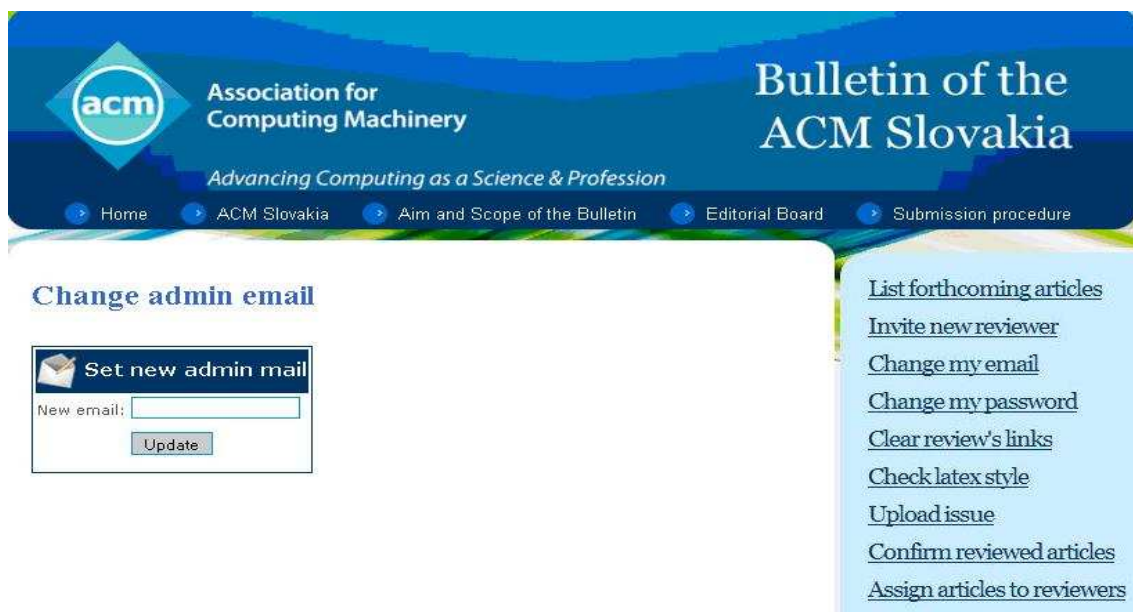 acm
Association for
Computing Machinery
Advancing Computing as a Science & Profession
Bulletin of the
ACM Slovakia
Home
ACM Slovakia
Aim and Scope of the Bulletin
Editorial Board
Submission procedure
Change admin email
Set new admin mail
New email:
Update
List forthcoming articles
Invite new reviewer
Change my email
Change my password
Clear review's links
Check latex style
Upload issue
Confirm reviewed articles
Assign articles to reviewers